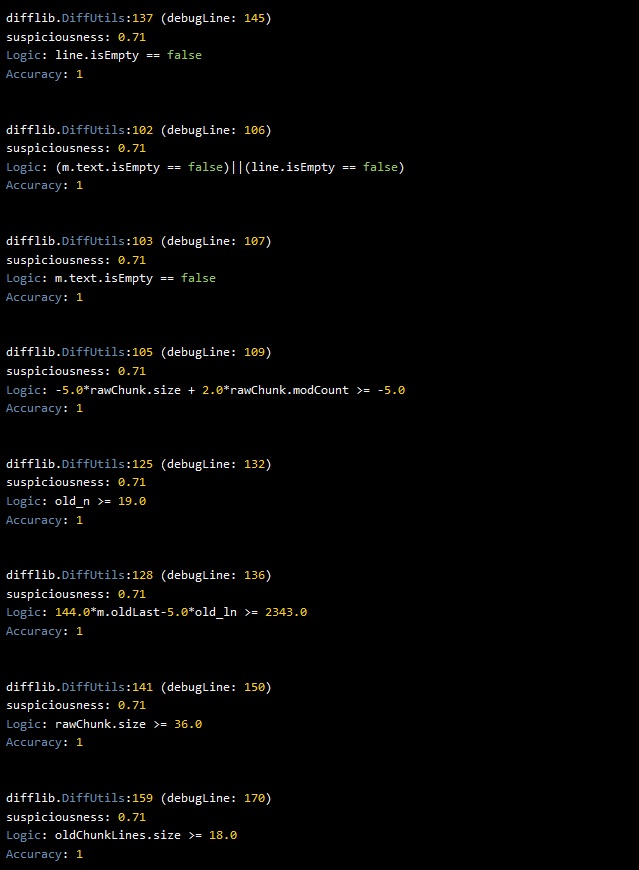 difflib.DiffUtils:137 (debugLine: 145)
suspiciousness: 0.71
Logic: line.isEmpty == false
Accuracy: 1
difflib.DiffUtils:102 (debugLine: 106)
suspiciousness: 0.71
Logic: (m.text.isEmpty == false)||(line.isEmpty == false)
Accuracy: 1
difflib.DiffUtils:103 (debugLine: 107)
suspiciousness: 0.71
Logic: m.text.isEmpty == false
Accuracy: 1
difflib.DiffUtils:105 (debugLine: 109)
suspiciousness: 0.71
Logic: -5.0*rawChunk.size + 2.0*rawChunk.modCount >= -5.0
Accuracy: 1
difflib.DiffUtils:125 (debugLine: 132)
suspiciousness: 0.71
Logic: old_n >= 19.0
Accuracy: 1
difflib.DiffUtils:128 (debugLine: 136)
suspiciousness: 0.71
Logic: 144.0*m.oldLast-5.0*old_ln >= 2343.0
Accuracy: 1
difflib.DiffUtils:141 (debugLine: 150)
suspiciousness: 0.71
Logic: rawChunk.size >= 36.0
Accuracy: 1
difflib.DiffUtils:159 (debugLine: 170)
suspiciousness: 0.71
Logic: oldChunkLines.size >= 18.0
Accuracy: 1